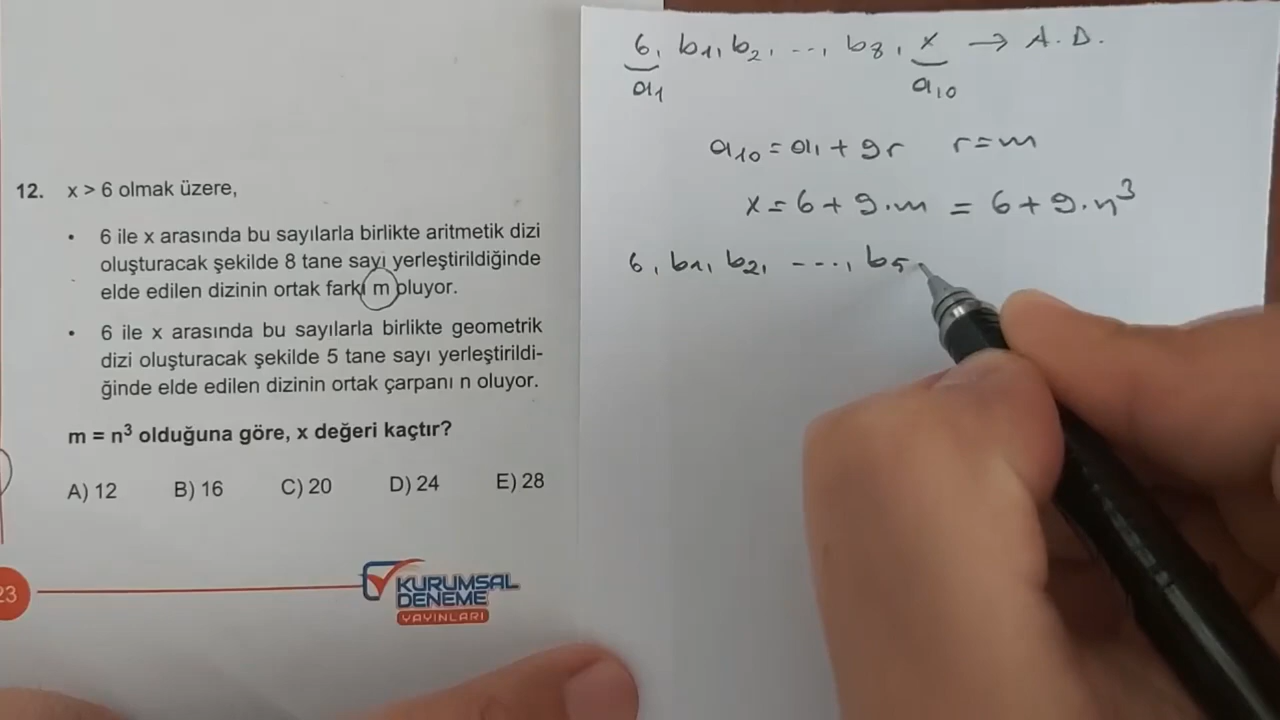 12. x > 6 olmak üzere,
• 6 ile x arasında bu sayılarla birlikte aritmetik dizi
oluşturacak şekilde 8 tane sayı yerleştirildiğinde
elde edilen dizinin ortak farkı m oluyor.
• 6 ile x arasında bu sayılarla birlikte geometrik
dizi oluşturacak şekilde 5 tane sayı yerleştirildi-
ğinde elde edilen dizinin ortak çarpanı n oluyor.
m = n³ olduğuna göre, x değeri kaçtır?
A) 12 B) 16 C) 20 D) 24 E) 28
23
KURUMSAL
DENEME
YAYINLARI
6, b₁, b₂, ..., b₈, x → A.D.
a₁ a₁₀
a₁₀ = a₁ + 9r r = m
x = 6 + 9.m = 6 + 9.n³
6, b₁, b₂, ---, b₅